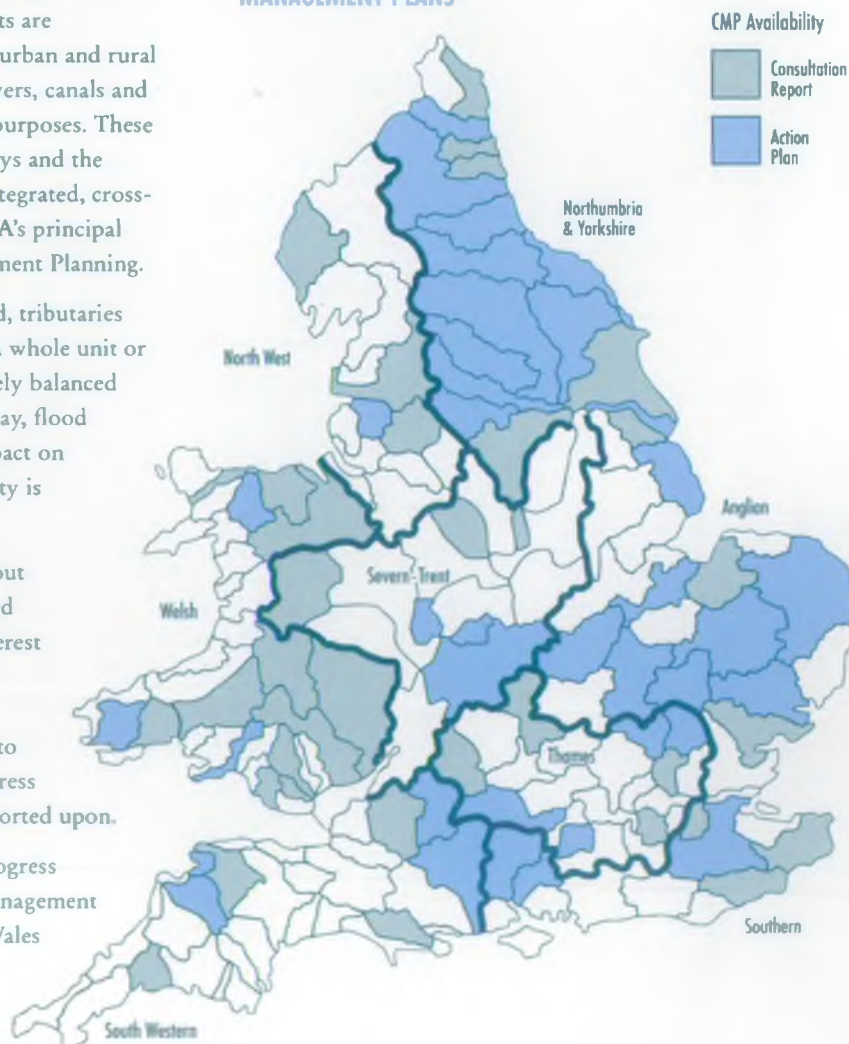 MANAGEMENT PLANS
ts are
urban and rural
vers, canals and
purposes. These
ys and the
tegrated, cross-
A's principal
ment Planning.
d, tributaries
a whole unit or
ely balanced
ay, flood
pact on
ty is
out
d
erest
to
ress
orted upon.
ogress
nagement
Vales
CMP Availability
Consultation
Report
Action
Plan
Northumbria
& Yorkshire
North West
Anglian
Severn-Trent
Welsh
Thames
Southern
South Western